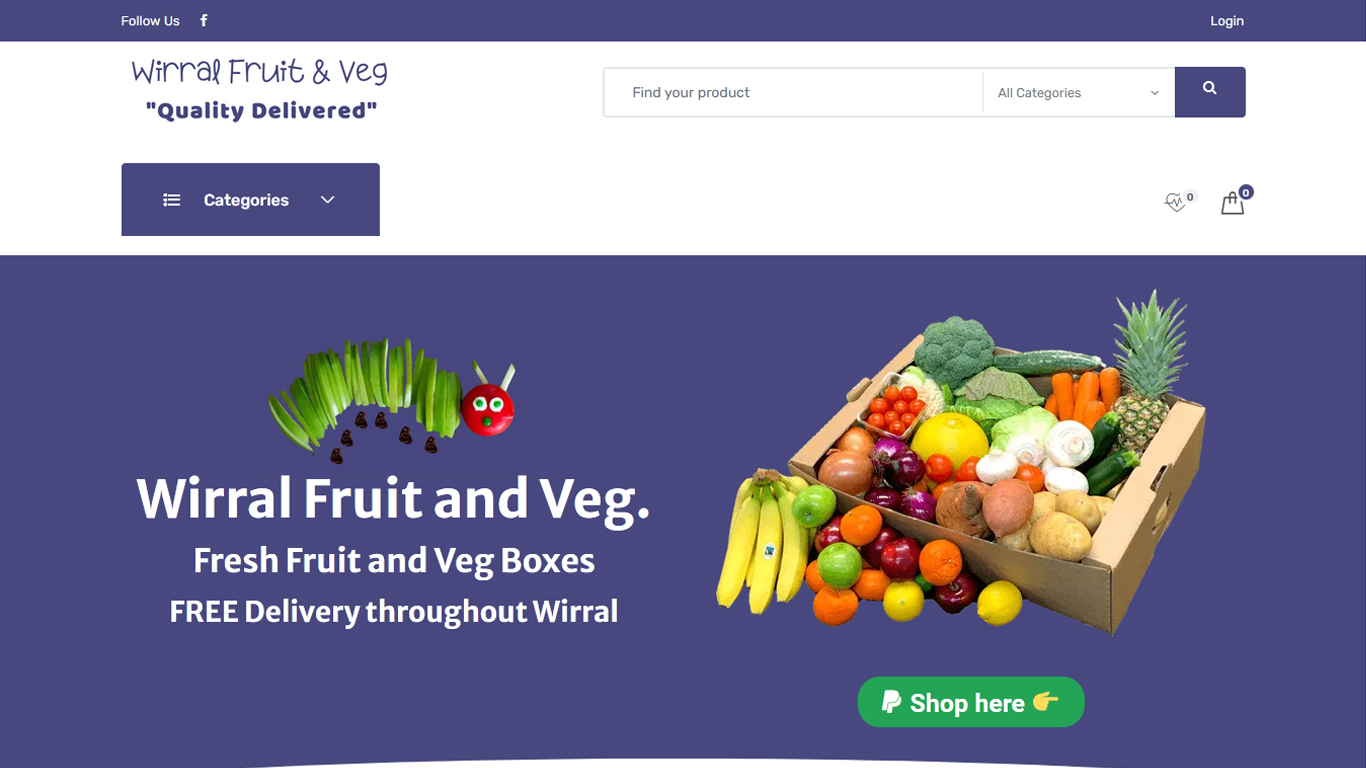 Follow Us
Login
Wirral Fruit & Veg
"Quality Delivered"
Find your product
All Categories
Categories
0
0
Wirral Fruit and Veg.
Fresh Fruit and Veg Boxes
FREE Delivery throughout Wirral
Shop here 👉